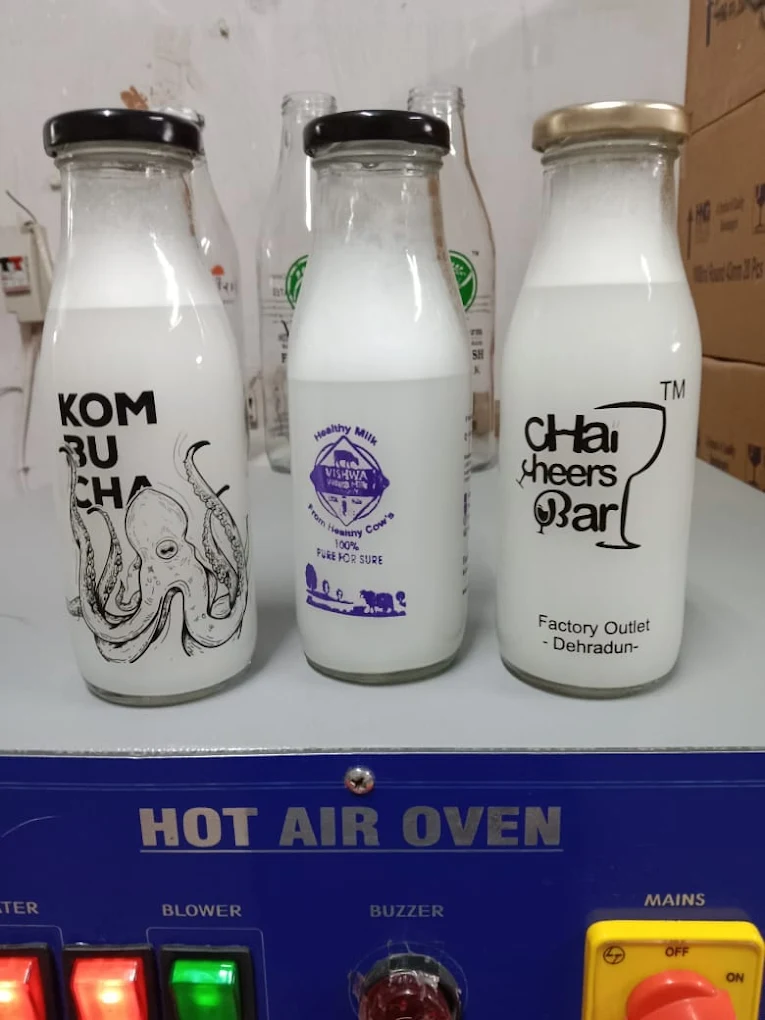 KOM
BU
CHA
Healthy Milk
VISHWA
From Healthy Cow's
100%
PURE FOR SURE
TM
CHai
cheers
Bar
Factory Outlet
- Dehradun-
HOT AIR OVEN
BLOWER
BUZZER
MAINS
OFF
ON